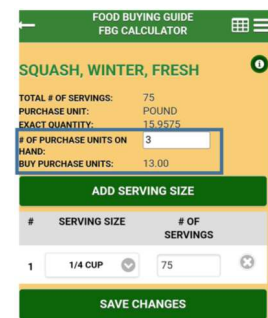 FOOD BUYING GUIDE
FBG CALCULATOR
SQUASH, WINTER, FRESH
TOTAL # OF SERVINGS: 75
PURCHASE UNIT: POUND
EXACT QUANTITY: 15.9575
# OF PURCHASE UNITS ON HAND: 3
BUY PURCHASE UNITS: 13.00
ADD SERVING SIZE
# SERVING SIZE # OF SERVINGS
1 1/4 CUP 75
SAVE CHANGES